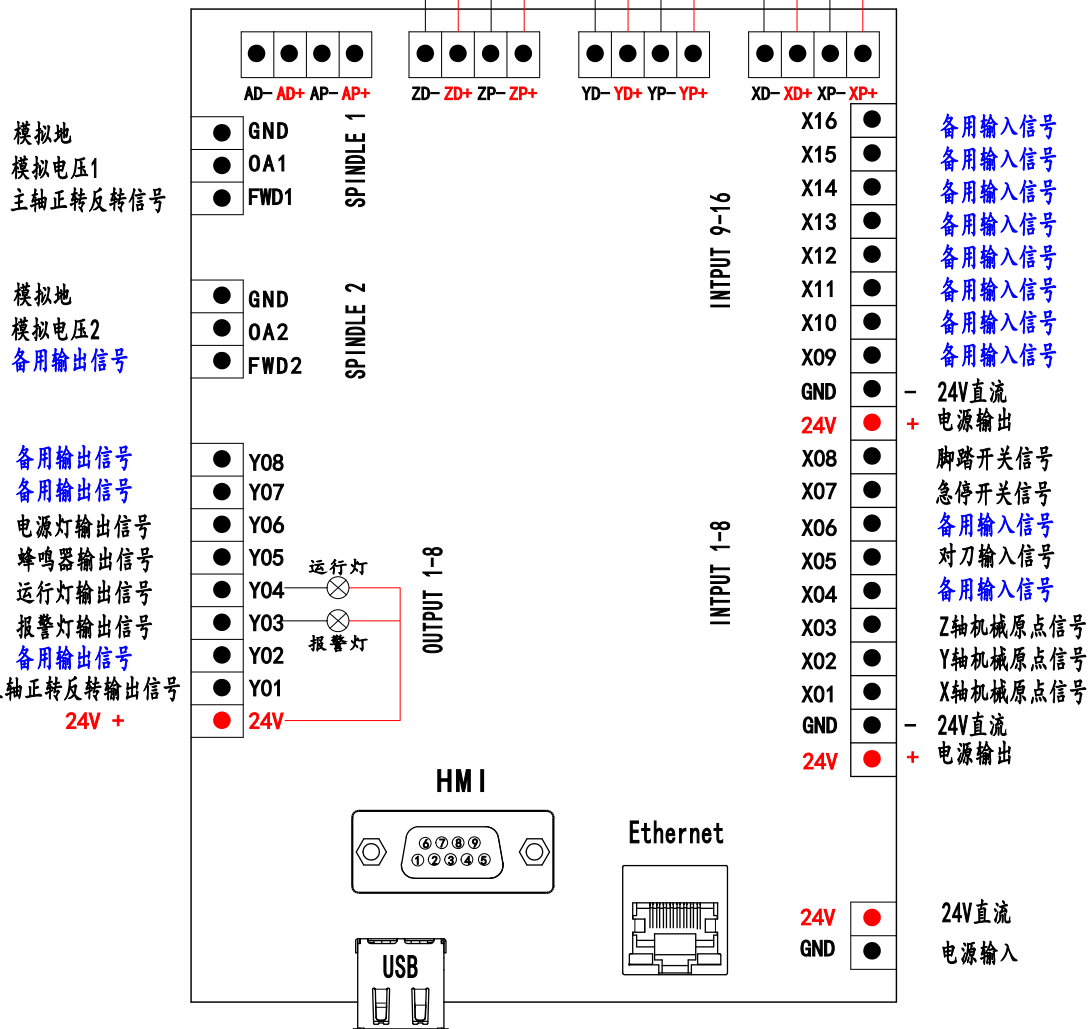 AD- AD+ AP- AP+
ZD- ZD+ ZP- ZP+
YD- YD+ YP- YP+
XD- XD+ XP- XP+
模拟地
GND
模拟电压1
OA1
主轴正转反转信号
FWD1
SPINDLE 1
模拟地
GND
模拟电压2
OA2
备用输出信号
FWD2
SPINDLE 2
备用输出信号
Y08
备用输出信号
Y07
电源灯输出信号
Y06
蜂鸣器输出信号
Y05
运行灯输出信号
Y04
运行灯
报警灯输出信号
Y03
报警灯
备用输出信号
Y02
轴正转反转输出信号
Y01
24V +
24V
OUTPUT 1-8
INTPUT 9-16
X16
备用输入信号
X15
备用输入信号
X14
备用输入信号
X13
备用输入信号
X12
备用输入信号
X11
备用输入信号
X10
备用输入信号
X09
备用输入信号
GND
- 24V直流
24V
+ 电源输出
INTPUT 1-8
X08
脚踏开关信号
X07
急停开关信号
X06
备用输入信号
X05
对刀输入信号
X04
备用输入信号
X03
Z轴机械原点信号
X02
Y轴机械原点信号
X01
X轴机械原点信号
GND
- 24V直流
24V
+ 电源输出
HMI
⑥⑦⑧⑨
①②③④⑤
Ethernet
USB
24V
24V直流
GND
电源输入